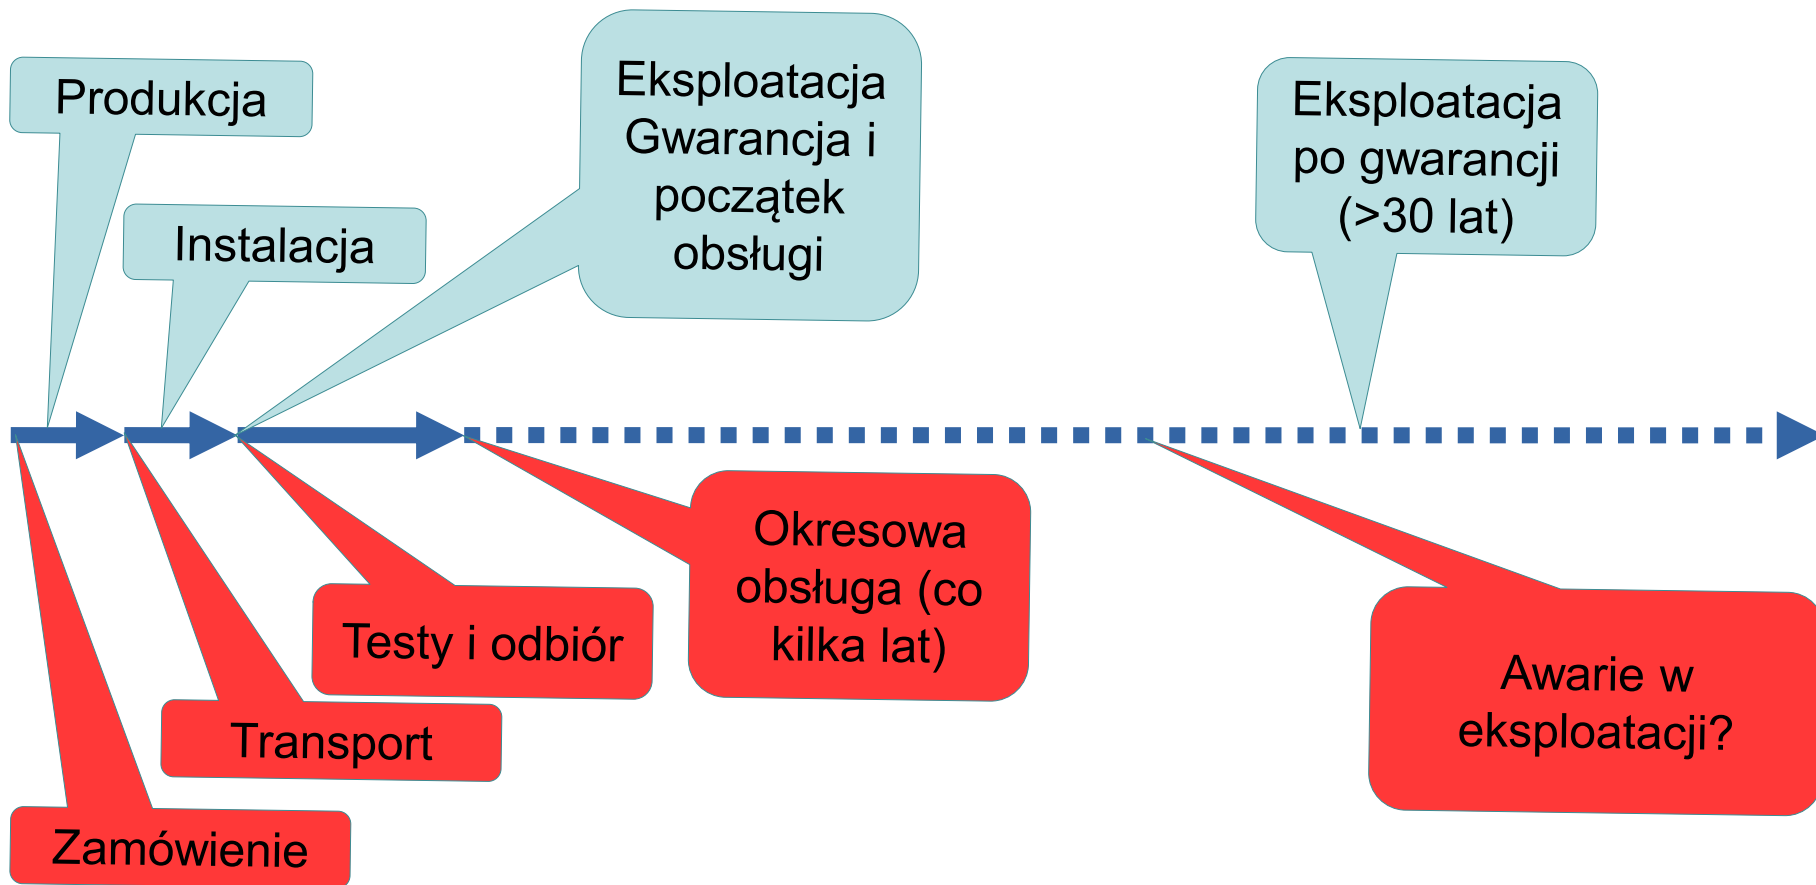 Produkcja
Instalacja
Eksploatacja
Gwarancja i
początek
obsługi
Eksploatacja
po gwarancji
(>30 lat)
Okresowa
obsługa (co
kilka lat)
Testy i odbiór
Transport
Zamówienie
Awarie w
eksploatacji?